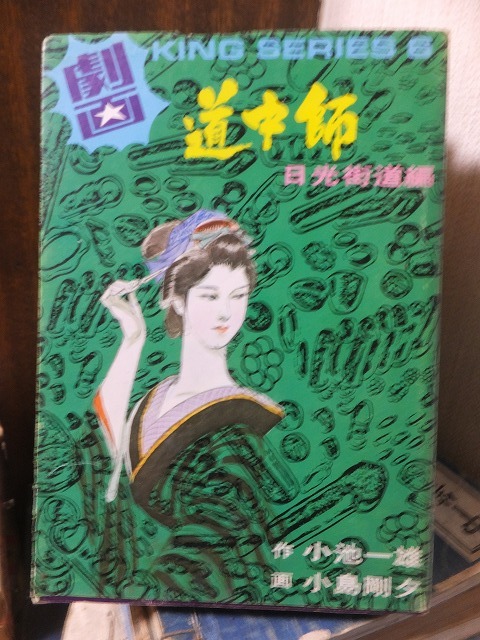 劇画
KING SERIES 6
道中師
日光街道編
作 小池一雄
画 小島剛夕